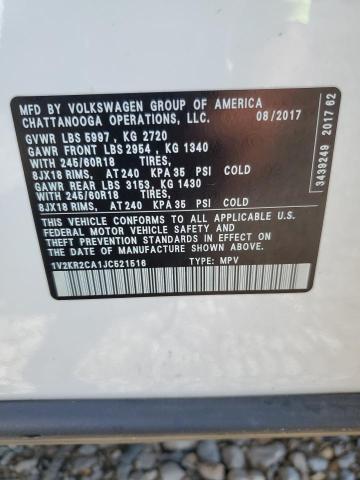 MFD BY VOLKSWAGEN GROUP OF AMERICA
CHATTANOOGA OPERATIONS, LLC. 08/2017
GVWR LBS 5997 , KG 2720
GAWR FRONT LBS 2954 , KG 1340
WITH 245/60R18 TIRES,
8JX18 RIMS, AT 240 KPA 35 PSI COLD
GAWR REAR LBS 3153, KG 1430
WITH 245/60R18 TIRES,
8JX18 RIMS, AT 240 KPA 35 PSI COLD
THIS VEHICLE CONFORMS TO ALL APPLICABLE U.S.
FEDERAL MOTOR VEHICLE SAFETY AND
THEFT PREVENTION STANDARDS IN EFFECT ON
THE DATE OF MANUFACTURE SHOWN ABOVE.
1V2KR2CA1JC521516 TYPE: MPV
3439249 2017 62